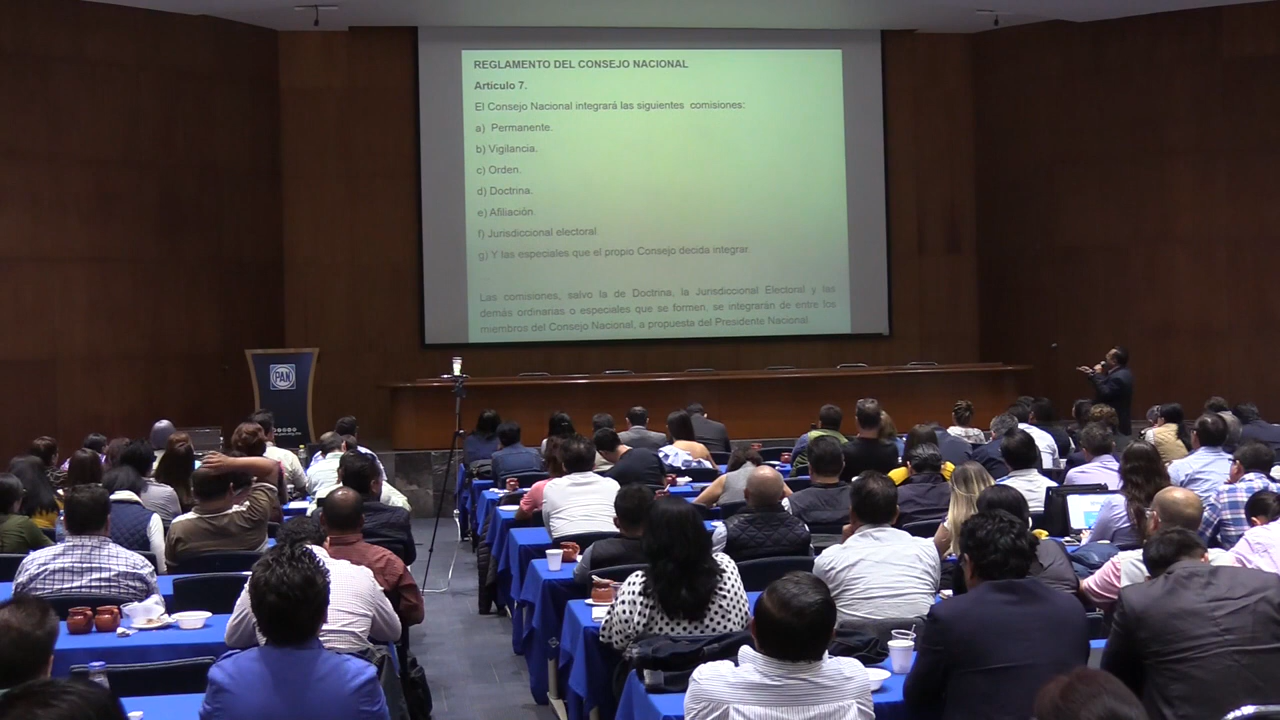 REGLAMENTO DEL CONSEJO NACIONAL
Artículo 7.
El Consejo Nacional integrará las siguientes comisiones:
a) Permanente.
b) Vigilancia.
c) Orden.
d) Doctrina.
e) Afiliación.
f) Jurisdiccional electoral
g) Y las especiales que el propio Consejo decida integrar.
Las comisiones, salvo la de Doctrina, la Jurisdiccional Electoral y las
demás ordinarias o especiales que se formen, se integrarán de entre los
miembros del Consejo Nacional, a propuesta del Presidente Nacional.
PAN